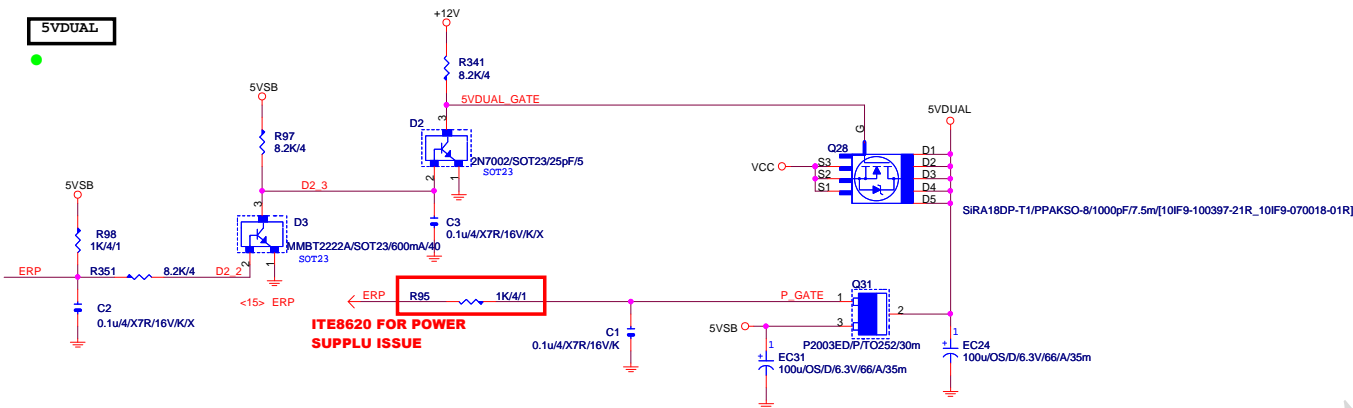 5VDUAL
+12V
R341
8.2K/4
5VSB
5VDUAL_GATE
5VDUAL
R97
8.2K/4
D2
3
G
Q28
D1
D2
D3
D4
D5
VCC
S3
S2
S1
2N7002/SOT23/25pF/5
SOT23
2
1
5VSB
D2_3
SiRA18DP-T1/PPAKSO-8/1000pF/7.5m/[10IF9-100397-21R_10IF9-070018-01R]
3
D3
C3
0.1u/4/X7R/16V/K/X
R98
1K/4/1
MMBT2222A/SOT23/600mA/40
SOT23
ERP
R351
8.2K/4
D2_2
2
1
<15> ERP
ERP
R95
1K/4/1
P_GATE
Q31
1
2
3
C2
0.1u/4/X7R/16V/K/X
ITE8620 FOR POWER
SUPPLU ISSUE
C1
0.1u/4/X7R/16V/K
5VSB
P2003ED/P/TO252/30m
1
+
EC31
100u/OS/D/6.3V/66/A/35m
1
+
EC24
100u/OS/D/6.3V/66/A/35m